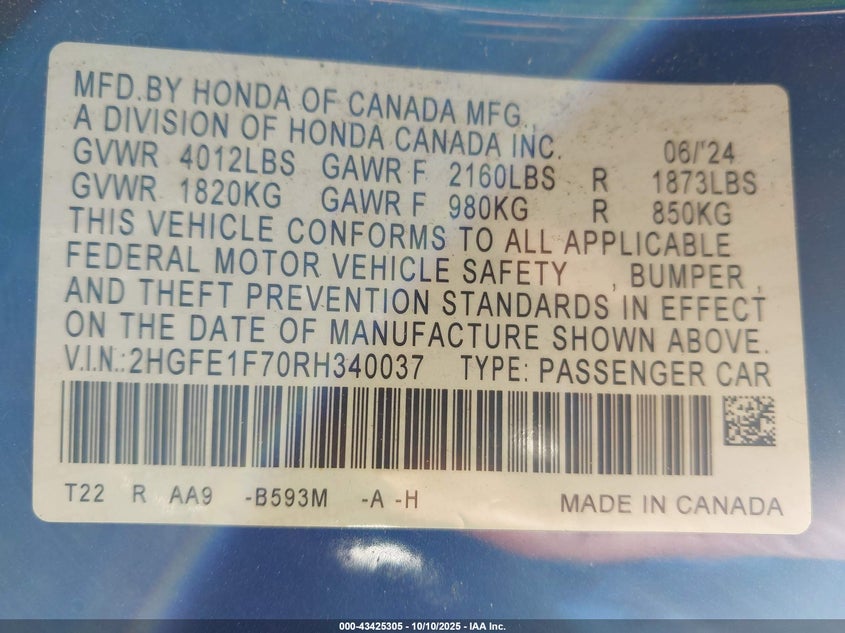 MFD.BY HONDA OF CANADA MFG.,
A DIVISION OF HONDA CANADA INC. 06/'24
GVWR 4012LBS GAWR F 2160LBS R 1873LBS
GVWR 1820KG GAWR F 980KG R 850KG
THIS VEHICLE CONFORMS TO ALL APPLICABLE
FEDERAL MOTOR VEHICLE SAFETY , BUMPER ,
AND THEFT PREVENTION STANDARDS IN EFFECT
ON THE DATE OF MANUFACTURE SHOWN ABOVE.
V.I.N.:2HGFE1F70RH340037 TYPE: PASSENGER CAR
T22 R AA9 -B593M -A -H MADE IN CANADA
000-43425305 - 10/10/2025 - IAA Inc.